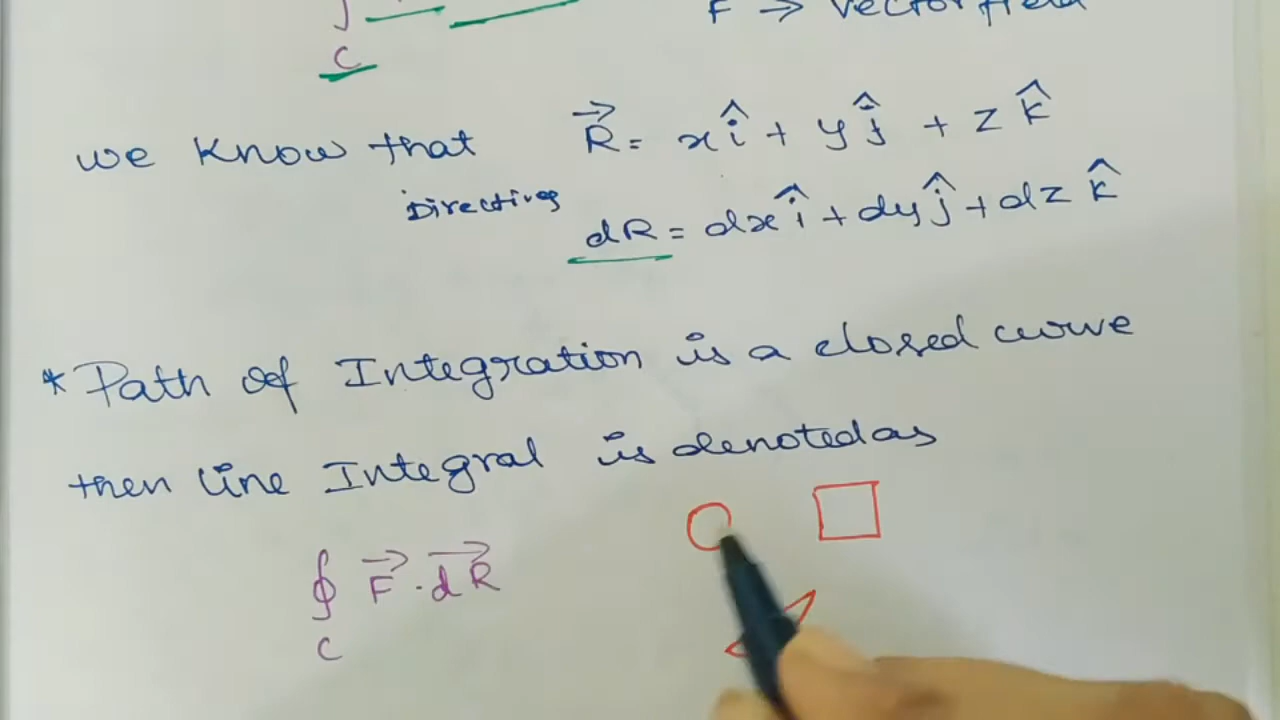 ∫
C
F → Vector field
we know that R⃗ = xî + yĵ + zk̂
Directives
dR = dxî + dyĵ + dzk̂
* Path of Integration is a closed curve
then line Integral is denoted as
∮ F⃗ . dR⃗
C